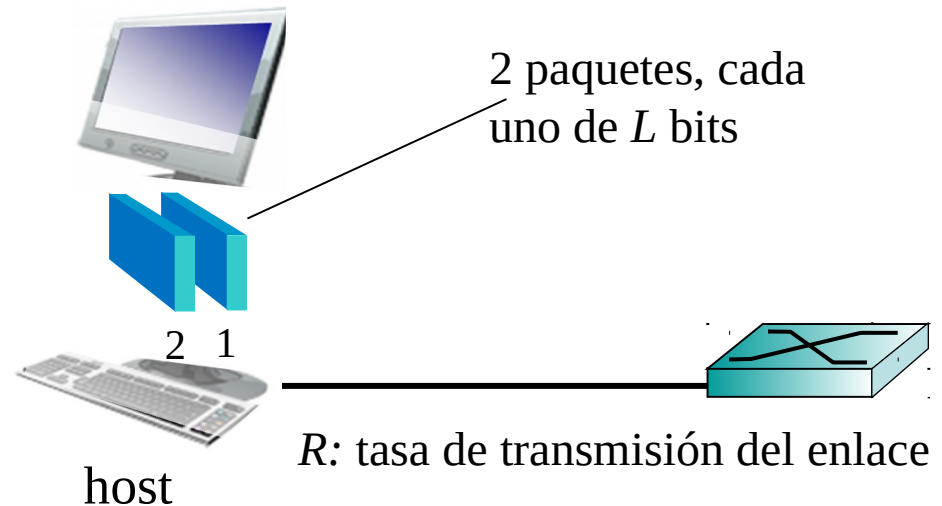 2 paquetes, cada
uno de L bits
2 1
R: tasa de transmisión del enlace
host